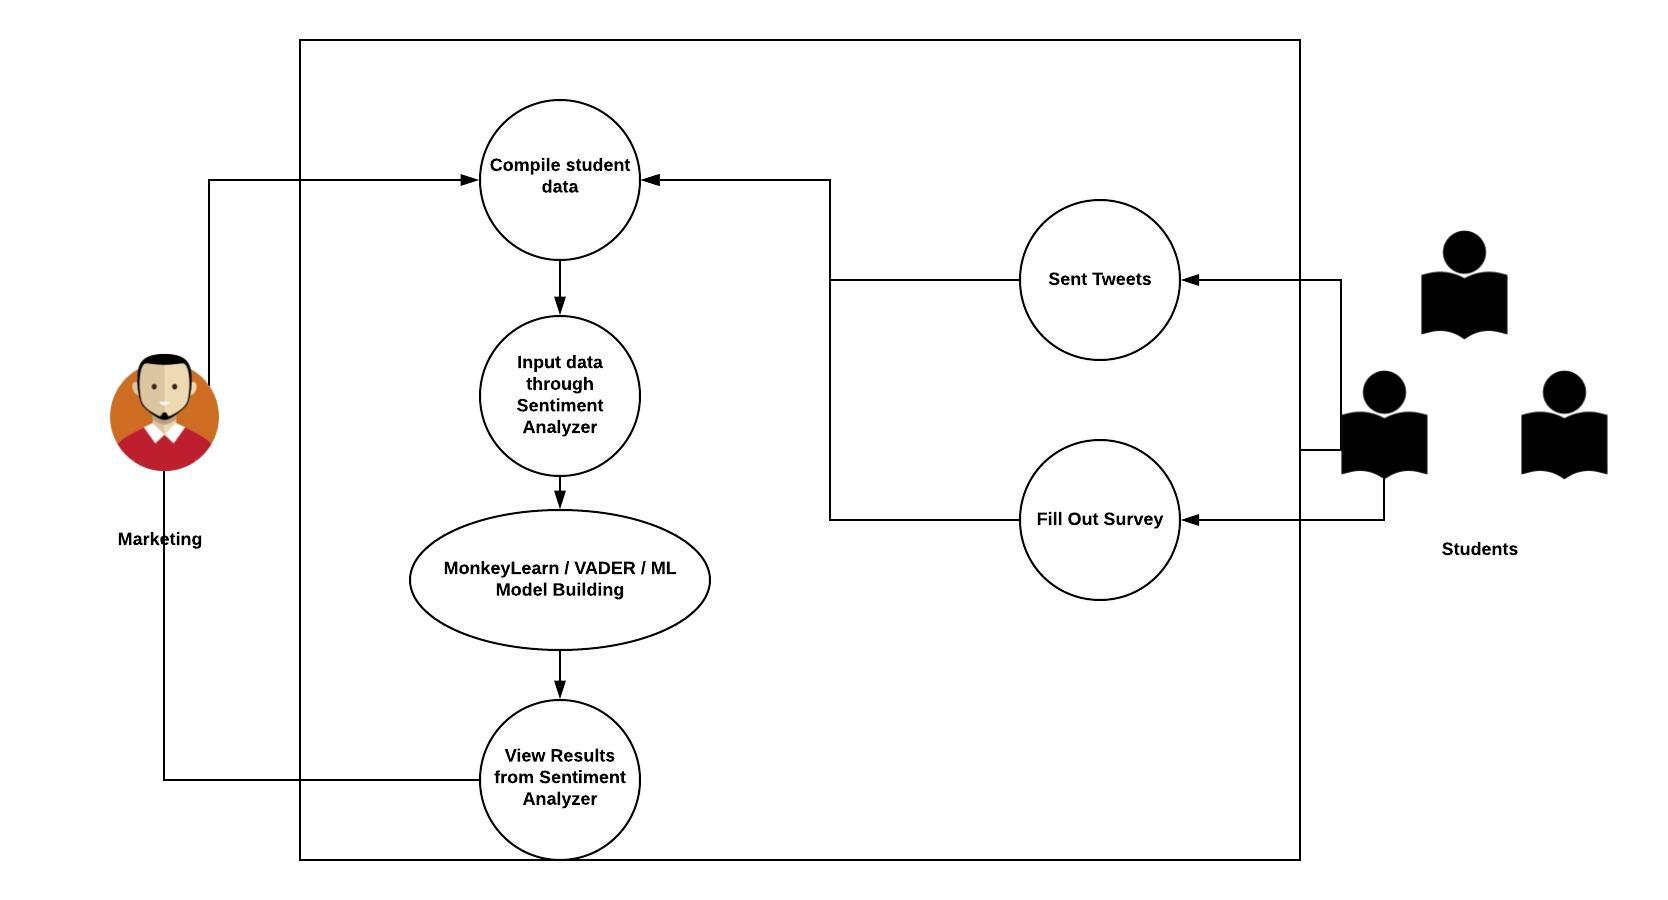 Compile student
data
Input data
through
Sentiment
Analyzer
MonkeyLearn / VADER / ML
Model Building
View Results
from Sentiment
Analyzer
Sent Tweets
Fill Out Survey
Marketing
Students